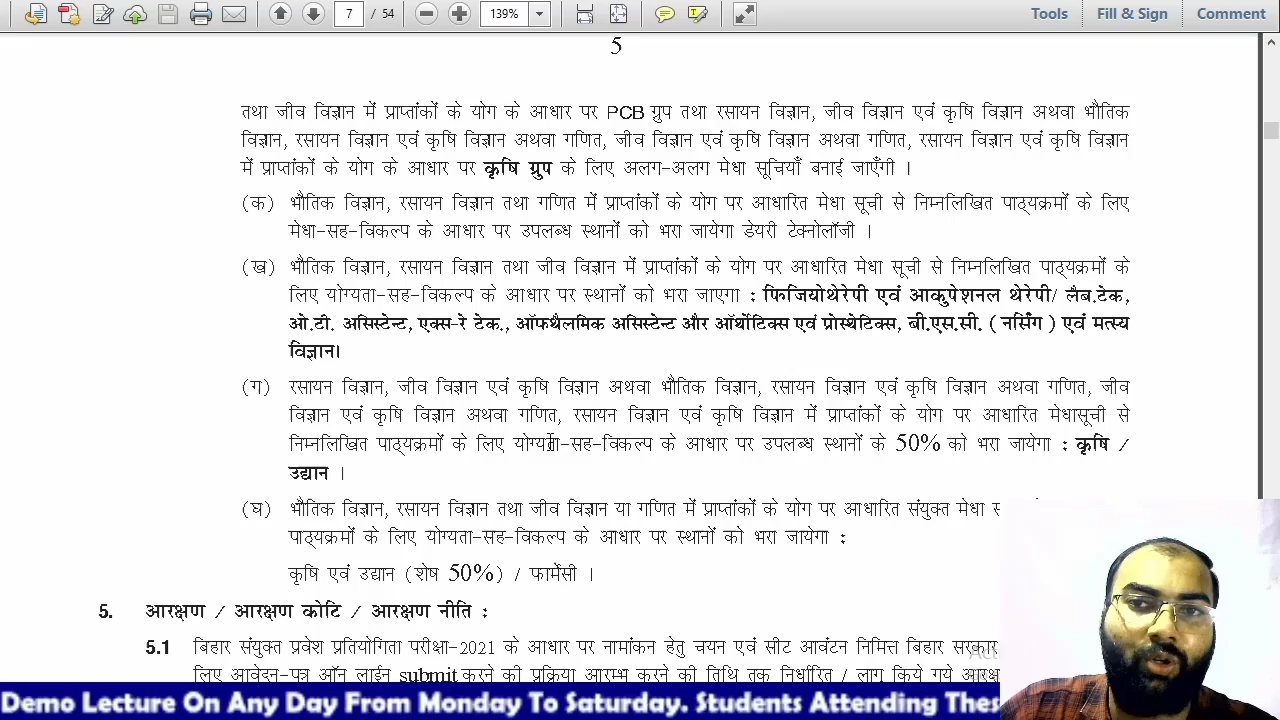 7 / 54 139% Tools Fill & Sign Comment
5
तथा जीव विज्ञान में प्राप्तांकों के योग के आधार पर PCB ग्रुप तथा रसायन विज्ञान, जीव विज्ञान एवं कृषि विज्ञान अथवा भौतिक
विज्ञान, रसायन विज्ञान एवं कृषि विज्ञान अथवा गणित, जीव विज्ञान एवं कृषि विज्ञान अथवा गणित, रसायन विज्ञान एवं कृषि विज्ञान
में प्राप्तांकों के योग के आधार पर कृषि ग्रुप के लिए अलग-अलग मेधा सूचियाँ बनाई जाएँगी ।
(क) भौतिक विज्ञान, रसायन विज्ञान तथा गणित में प्राप्तांकों के योग पर आधारित मेधा सूची से निम्नलिखित पाठ्यक्रमों के लिए
मेधा-सह-विकल्प के आधार पर उपलब्ध स्थानों को भरा जायेगा डेयरी टेक्नोलॉजी ।
(ख) भौतिक विज्ञान, रसायन विज्ञान तथा जीव विज्ञान में प्राप्तांकों के योग पर आधारित मेधा सूची से निम्नलिखित पाठ्यक्रमों के
लिए योग्यता-सह-विकल्प के आधार पर स्थानों को भरा जाएगा : फिजियोथेरेपी एवं आकुपेशनल थेरेपी/ लैब.टेक,
ओ.टी. असिस्टेन्ट, एक्स-रे टेक., ऑफथैलमिक असिस्टेन्ट और ऑर्थोटिक्स एवं प्रोस्थेटिक्स, बी.एस.सी. ( नर्सिंग ) एवं मत्स्य
विज्ञान।
(ग) रसायन विज्ञान, जीव विज्ञान एवं कृषि विज्ञान अथवा भौतिक विज्ञान, रसायन विज्ञान एवं कृषि विज्ञान अथवा गणित, जीव
विज्ञान एवं कृषि विज्ञान अथवा गणित, रसायन विज्ञान एवं कृषि विज्ञान में प्राप्तांकों के योग पर आधारित मेधासूची से
निम्नलिखित पाठ्यक्रमों के लिए योग्यता-सह-विकल्प के आधार पर उपलब्ध स्थानों के 50% को भरा जायेगा : कृषि /
उद्यान ।
(घ) भौतिक विज्ञान, रसायन विज्ञान तथा जीव विज्ञान या गणित में प्राप्तांकों के योग पर आधारित संयुक्त मेधा
पाठ्यक्रमों के लिए योग्यता-सह-विकल्प के आधार पर स्थानों को भरा जायेगा :
कृषि एवं उद्यान (शेष 50%) / फार्मेसी ।
5. आरक्षण / आरक्षण कोटि / आरक्षण नीति :
5.1 बिहार संयुक्त प्रवेश प्रतियोगिता परीक्षा-2021 के आधार पर नामांकन हेतु चयन एवं सीट आवंटन निमित्त बिहार सरकार
लिए आवेदन-पत्र ऑन लाईन submit करने की प्रक्रिया आरम्भ करने की तिथि तक निर्धारित / लागू किये गये
Demo Lecture On Any Day From Monday To Saturday. Students Attending